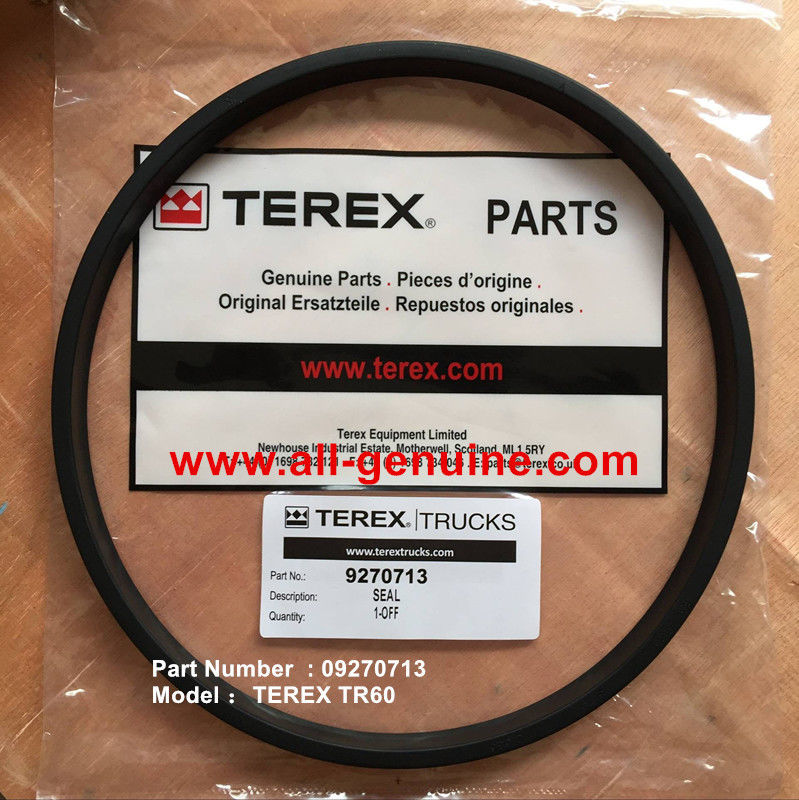 TEREX® PARTS
Genuine Parts . Pieces d'origine .
Original Ersatzteile . Repuestos originales .
www.terex.com
Terex Equipment Limited
Newhouse Industrial Estate, Motherwell, Scotland, ML1 5RY
www.all-genuine.com
TEREX® TRUCKS
www.terextrucks.com
Part No.: 9270713
Description: SEAL
Quantity: 1-OFF
Part Number : 09270713
Model : TEREX TR60